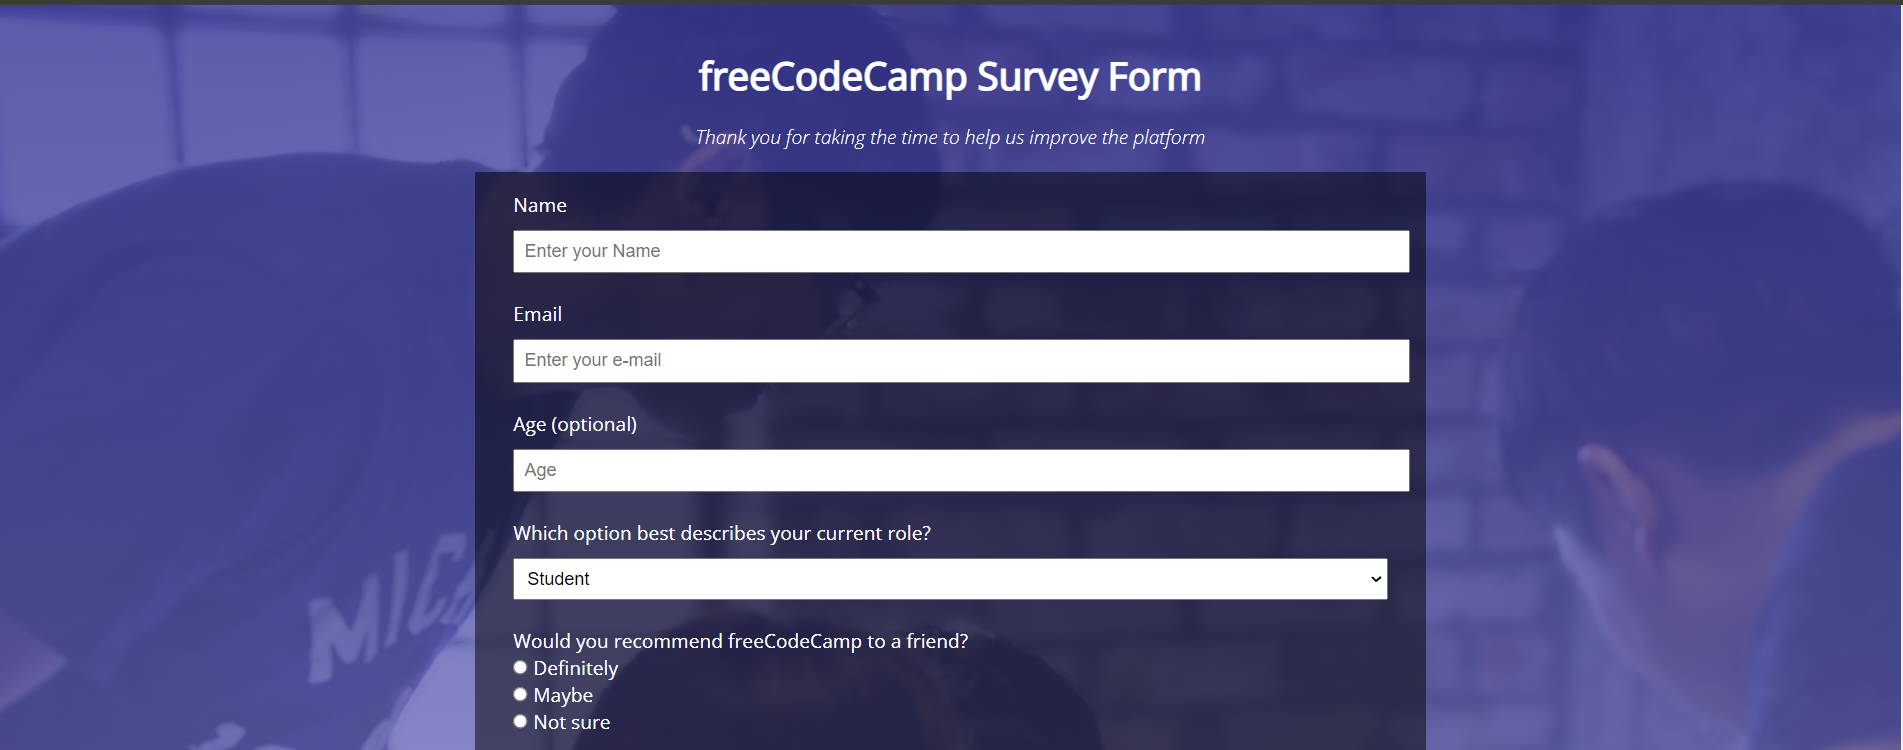 freeCodeCamp Survey Form
Thank you for taking the time to help us improve the platform
Name
Enter your Name
Email
Enter your e-mail
Age (optional)
Age
Which option best describes your current role?
Student
Would you recommend freeCodeCamp to a friend?
Definitely
Maybe
Not sure